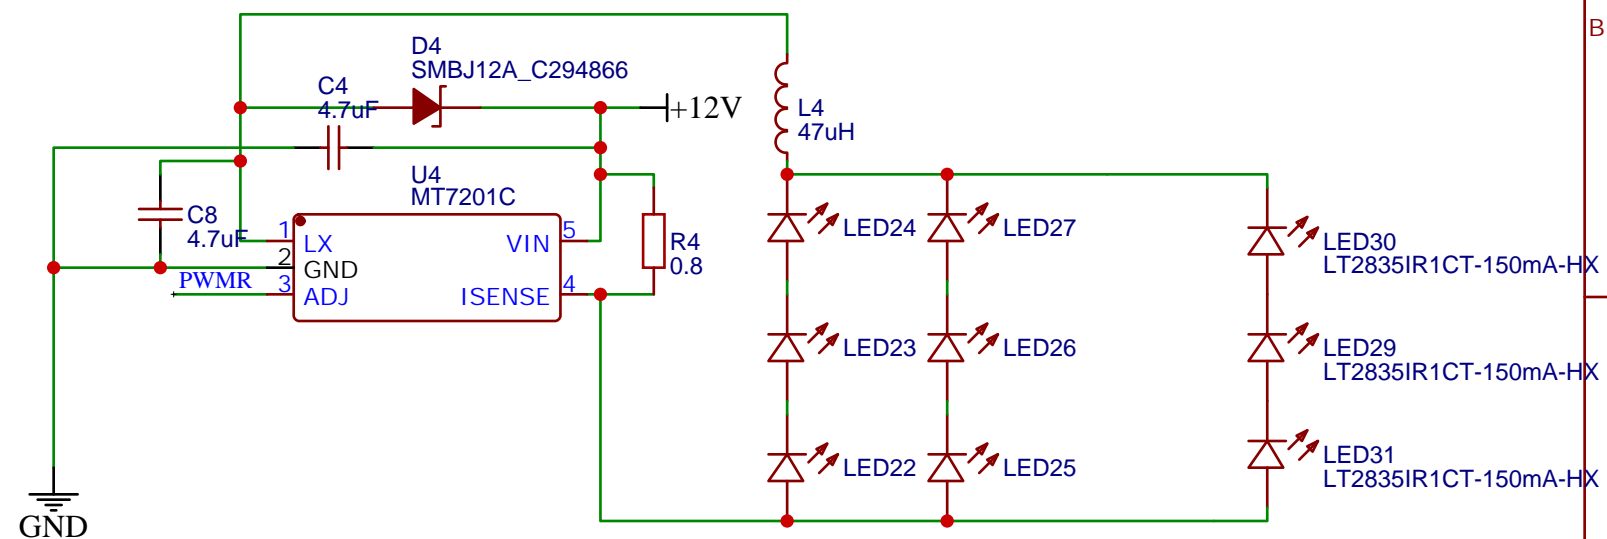 B
D4
SMBJ12A_C294866
C4
4.7uF
+12V
L4
47uH
U4
MT7201C
C8
4.7uF
1
LX
VIN
5
2
GND
PWMR
3
ADJ
ISENSE
4
R4
0.8
LED24
LED27
LED30
LT2835IR1CT-150mA-HX
LED23
LED26
LED29
LT2835IR1CT-150mA-HX
LED22
LED25
LED31
LT2835IR1CT-150mA-HX
GND